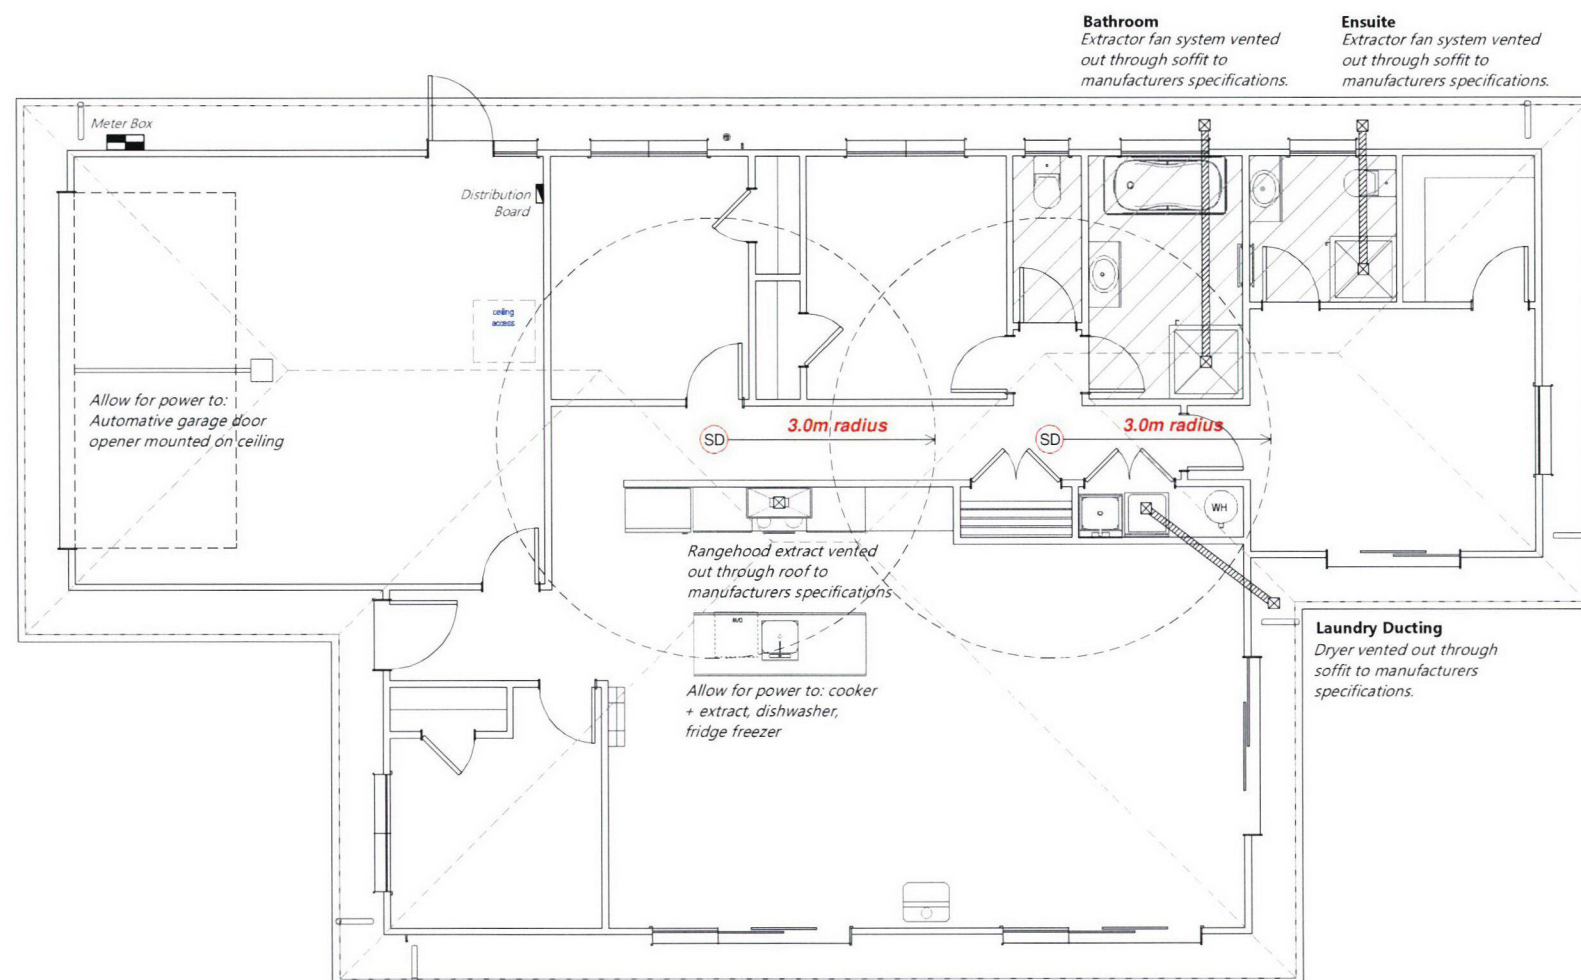 Bathroom
Extractor fan system vented
out through soffit to
manufacturers specifications.
Ensuite
Extractor fan system vented
out through soffit to
manufacturers specifications.
Meter Box
Distribution
Board
ceiling
access
Allow for power to:
Automative garage door
opener mounted on ceiling
SD
3.0m radius
SD
3.0m radius
WH
Rangehood extract vented
out through roof to
manufacturers specifications
Allow for power to: cooker
+ extract, dishwasher,
fridge freezer
Laundry Ducting
Dryer vented out through
soffit to manufacturers
specifications.